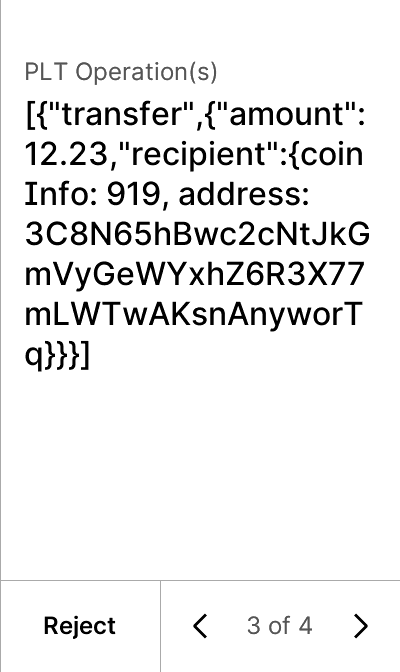 PLT Operation(s)
[{"transfer",{"amount":
12.23,"recipient":{coin
Info: 919, address:
3C8N65hBwc2cNtJkG
mVyGeWYxhZ6R3X77
mLWTwAKsnAnyworT
q}}}]
Reject
3 of 4